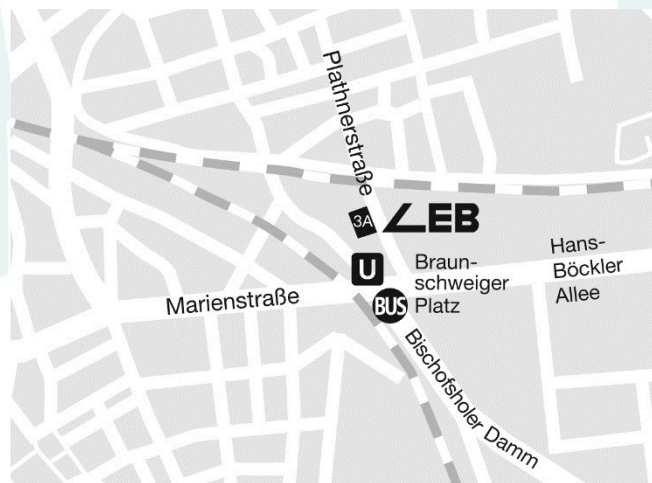 Plathnerstraße
3A
LEB
U
Braun-
schweiger
Platz
Hans-
Böckler
Allee
Marienstraße
BUS
Bischofsholer Damm